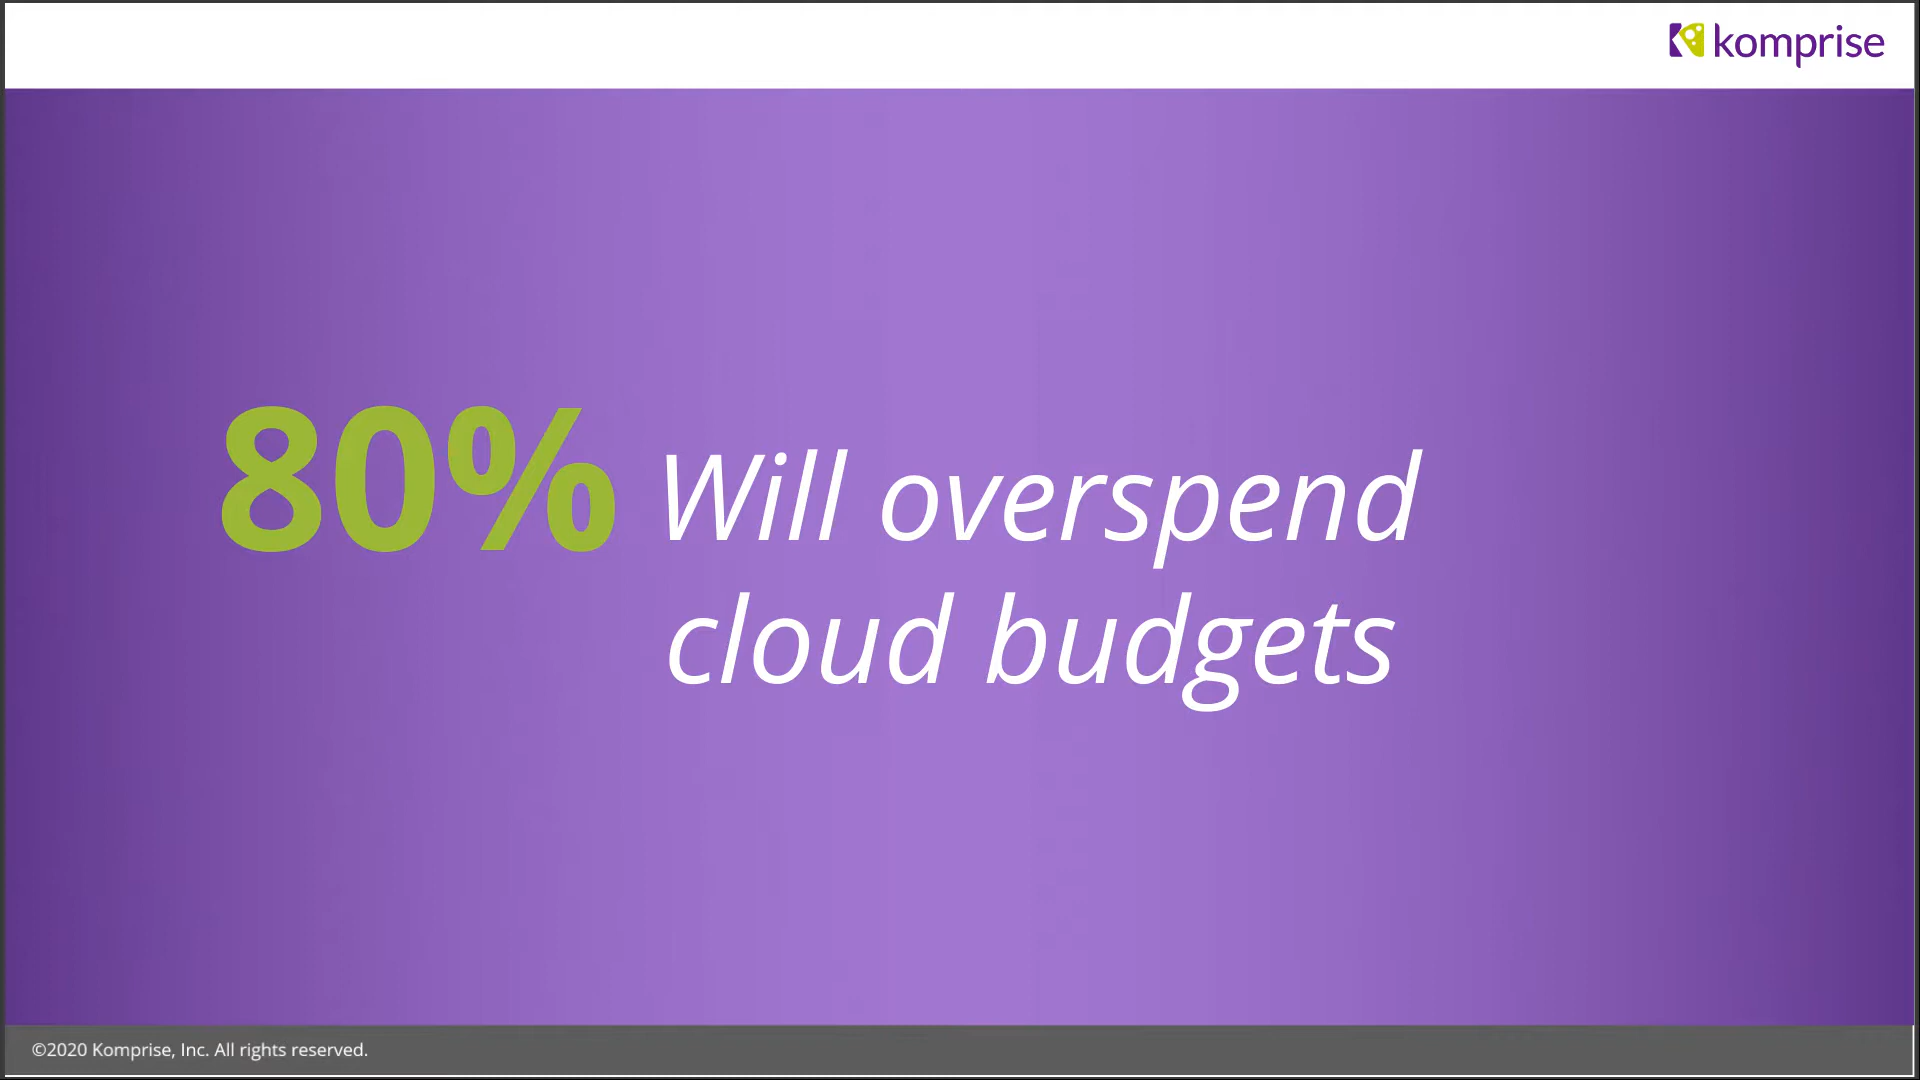 komprise
80% Will overspend
cloud budgets
©2020 Komprise, Inc. All rights reserved.